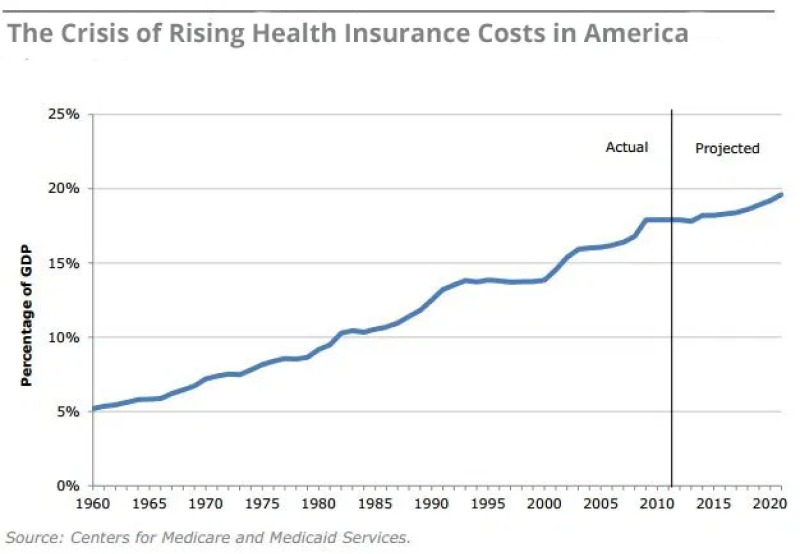 The Crisis of Rising Health Insurance Costs in America
25%
20%
15%
10%
5%
0%
Percentage of GDP
Actual
Projected
1960 1965 1970 1975 1980 1985 1990 1995 2000 2005 2010 2015 2020
Source: Centers for Medicare and Medicaid Services.